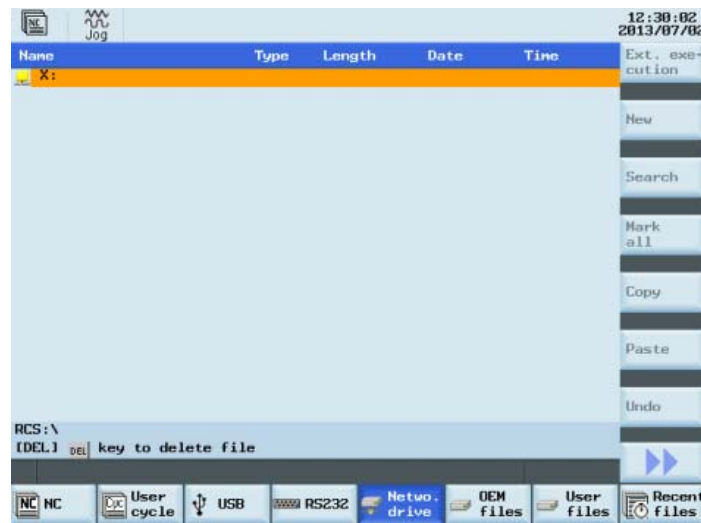 NC
Jog
12:30:02
2013/07/02
Name Type Length Date Time
X:
Ext. exe-
cution
New
Search
Mark
all
Copy
Paste
Undo
RCS:\
[DEL] DEL key to delete file
NC NC
Cyc User
cycle
USB
RS232
Netwo.
drive
OEM
files
User
files
Recent
files